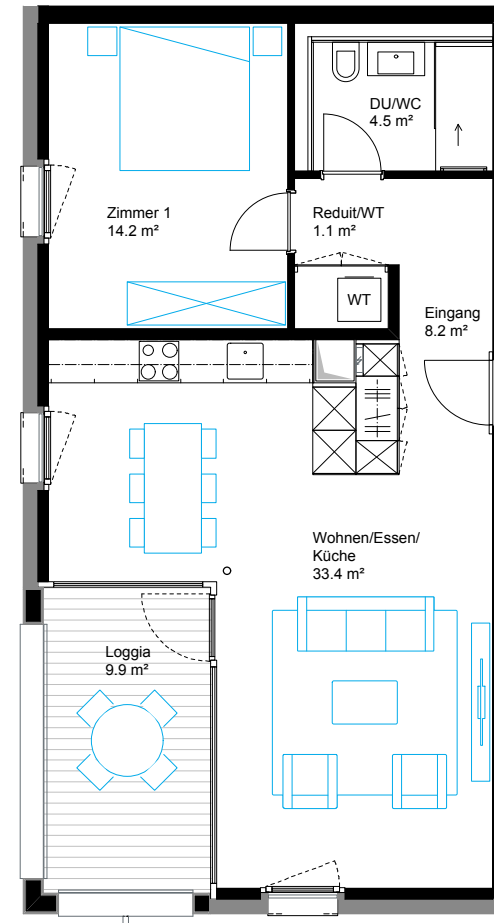 DU/WC
4.5 m²
Zimmer 1
14.2 m²
Reduit/WT
1.1 m²
WT
Eingang
8.2 m²
Wohnen/Essen/
Küche
33.4 m²
Loggia
9.9 m²